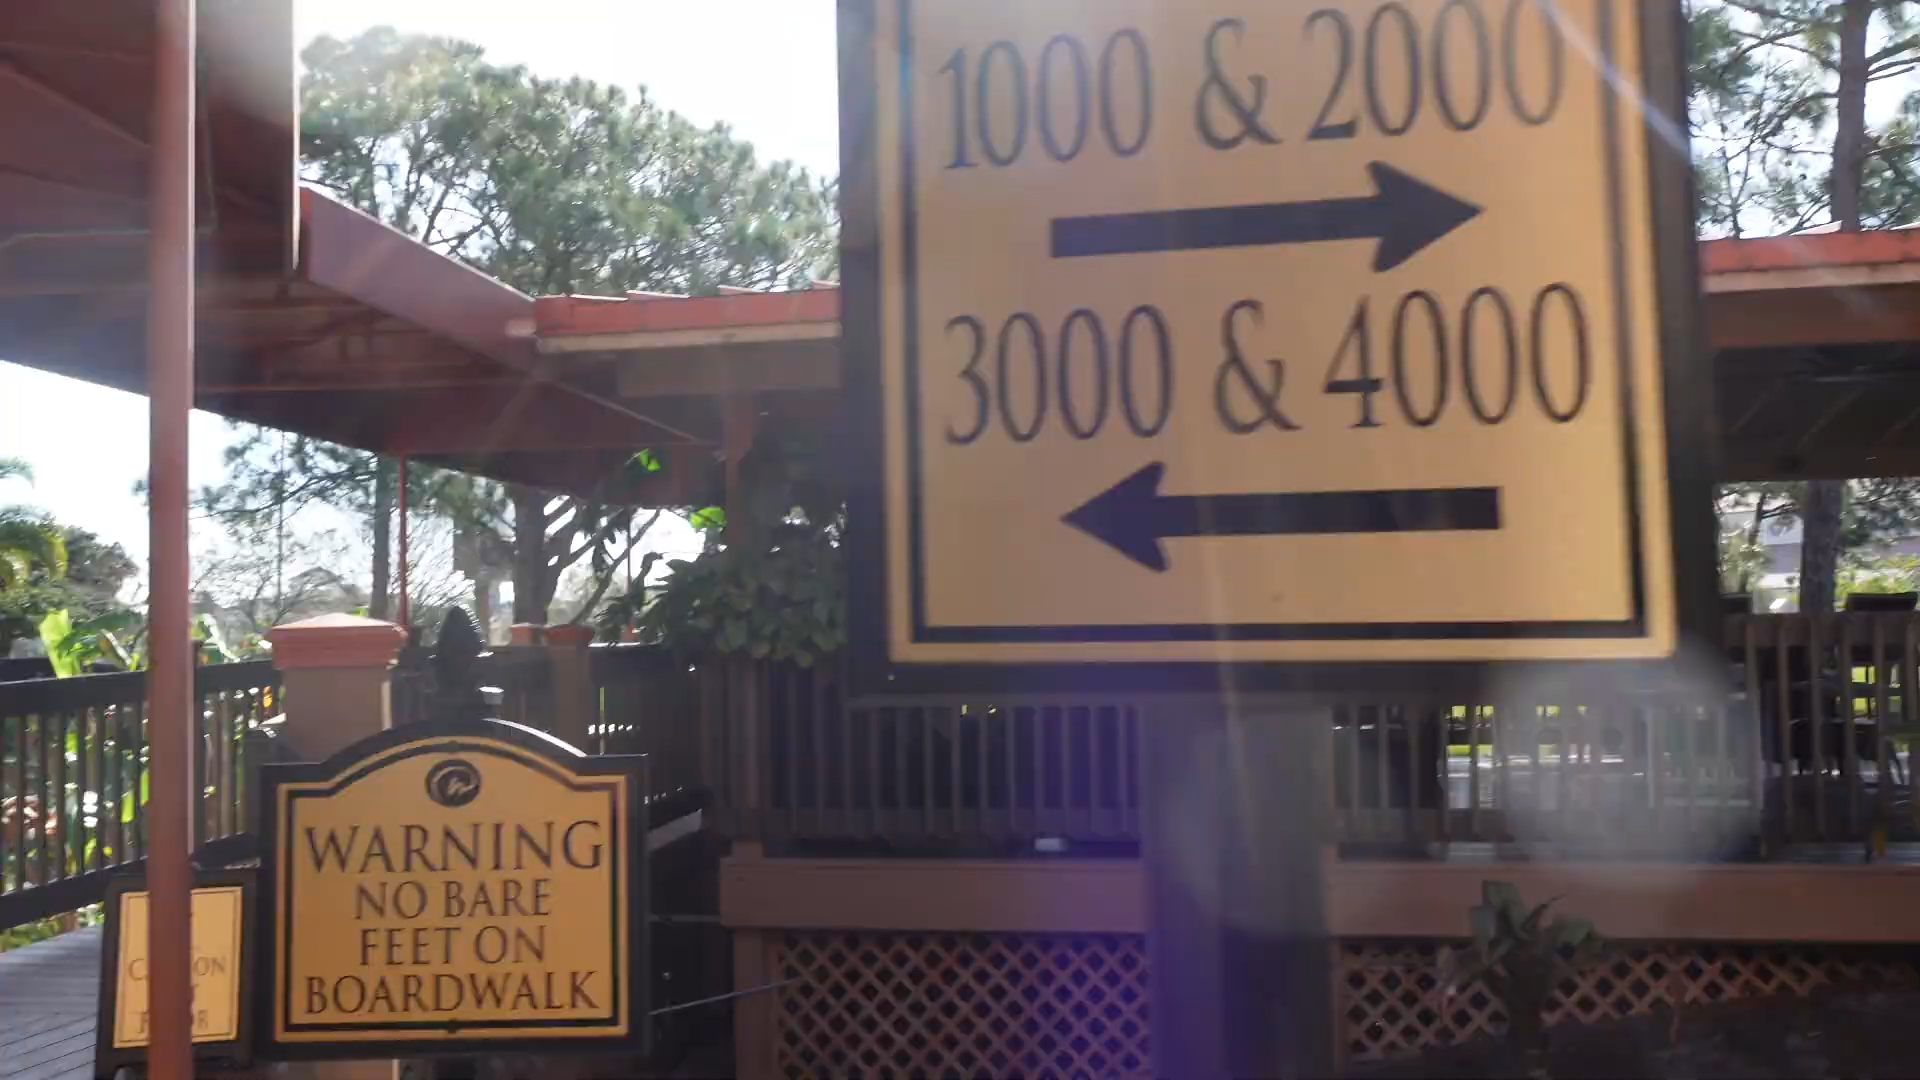 1000 & 2000
3000 & 4000
WARNING
NO BARE
FEET ON
BOARDWALK